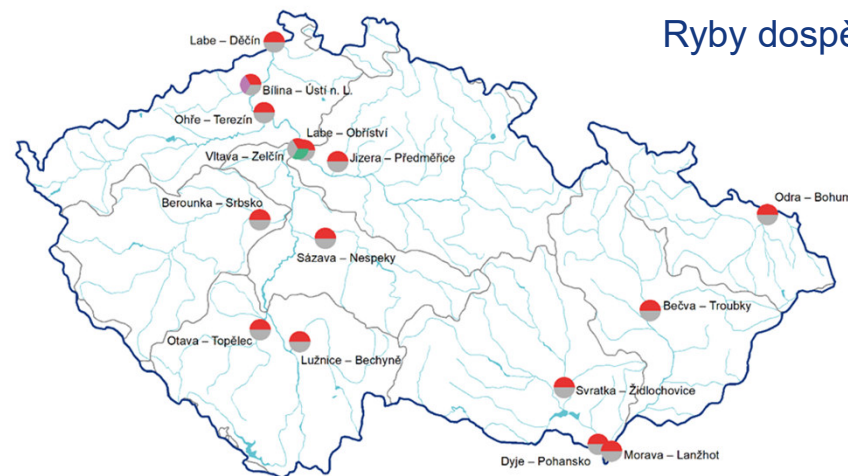 Ryby dospě
Labe – Děčín
Bílina – Ústí n. L.
Ohře – Terezín
Labe – Obříství
Vltava – Zelčín
Jizera – Předměřice
Berounka – Srbsko
Odra – Bohum
Sázava – Nespeky
Bečva – Troubky
Otava – Topělec
Lužnice – Bechyně
Svratka – Židlochovice
Dyje – Pohansko
Morava – Lanžhot